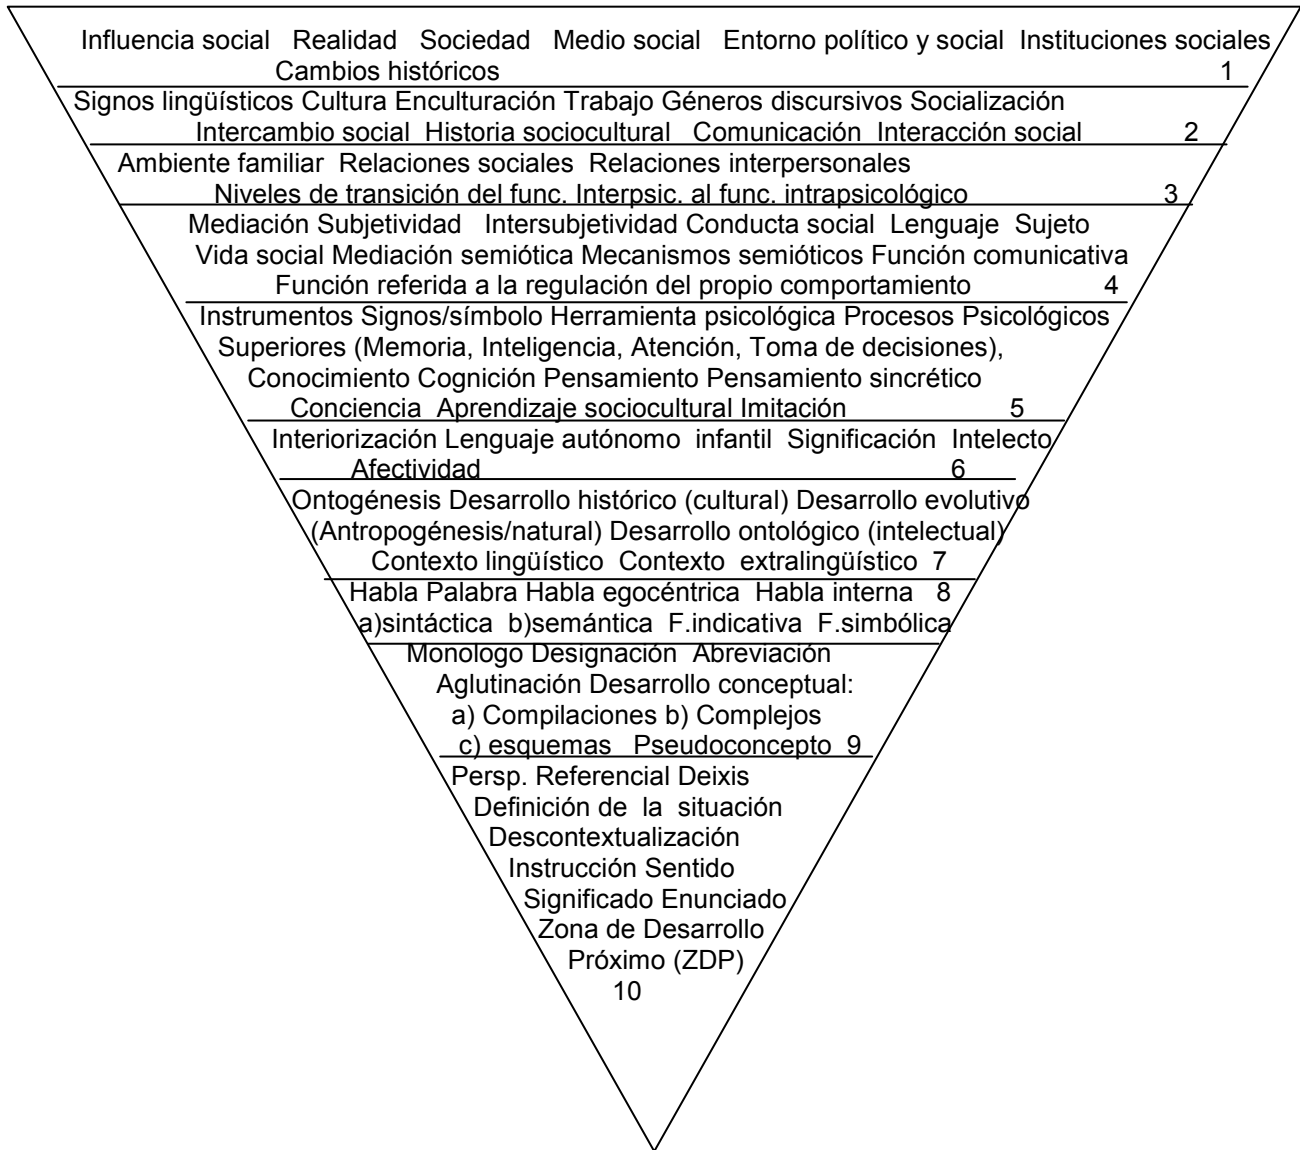 Influencia social Realidad Sociedad Medio social Entorno político y social Instituciones sociales
Cambios históricos 1
Signos lingüísticos Cultura Enculturación Trabajo Géneros discursivos Socialización
Intercambio social Historia sociocultural Comunicación Interacción social 2
Ambiente familiar Relaciones sociales Relaciones interpersonales
Niveles de transición del func. Interpsic. al func. intrapsicológico 3
Mediación Subjetividad Intersubjetividad Conducta social Lenguaje Sujeto
Vida social Mediación semiótica Mecanismos semióticos Función comunicativa
Función referida a la regulación del propio comportamiento 4
Instrumentos Signos/símbolo Herramienta psicológica Procesos Psicológicos
Superiores (Memoria, Inteligencia, Atención, Toma de decisiones),
Conocimiento Cognición Pensamiento Pensamiento sincrético
Conciencia Aprendizaje sociocultural Imitación 5
Interiorización Lenguaje autónomo infantil Significación Intelecto
Afectividad 6
Ontogénesis Desarrollo histórico (cultural) Desarrollo evolutivo
(Antropogénesis/natural) Desarrollo ontológico (intelectual)
Contexto lingüístico Contexto extralingüístico 7
Habla Palabra Habla egocéntrica Habla interna 8
a)sintáctica b)semántica F.indicativa F.simbólica
Monologo Designación Abreviación
Aglutinación Desarrollo conceptual:
a) Compilaciones b) Complejos
c) esquemas Pseudoconcepto 9
Persp. Referencial Deixis
Definición de la situación
Descontextualización
Instrucción Sentido
Significado Enunciado
Zona de Desarrollo
Próximo (ZDP)
10